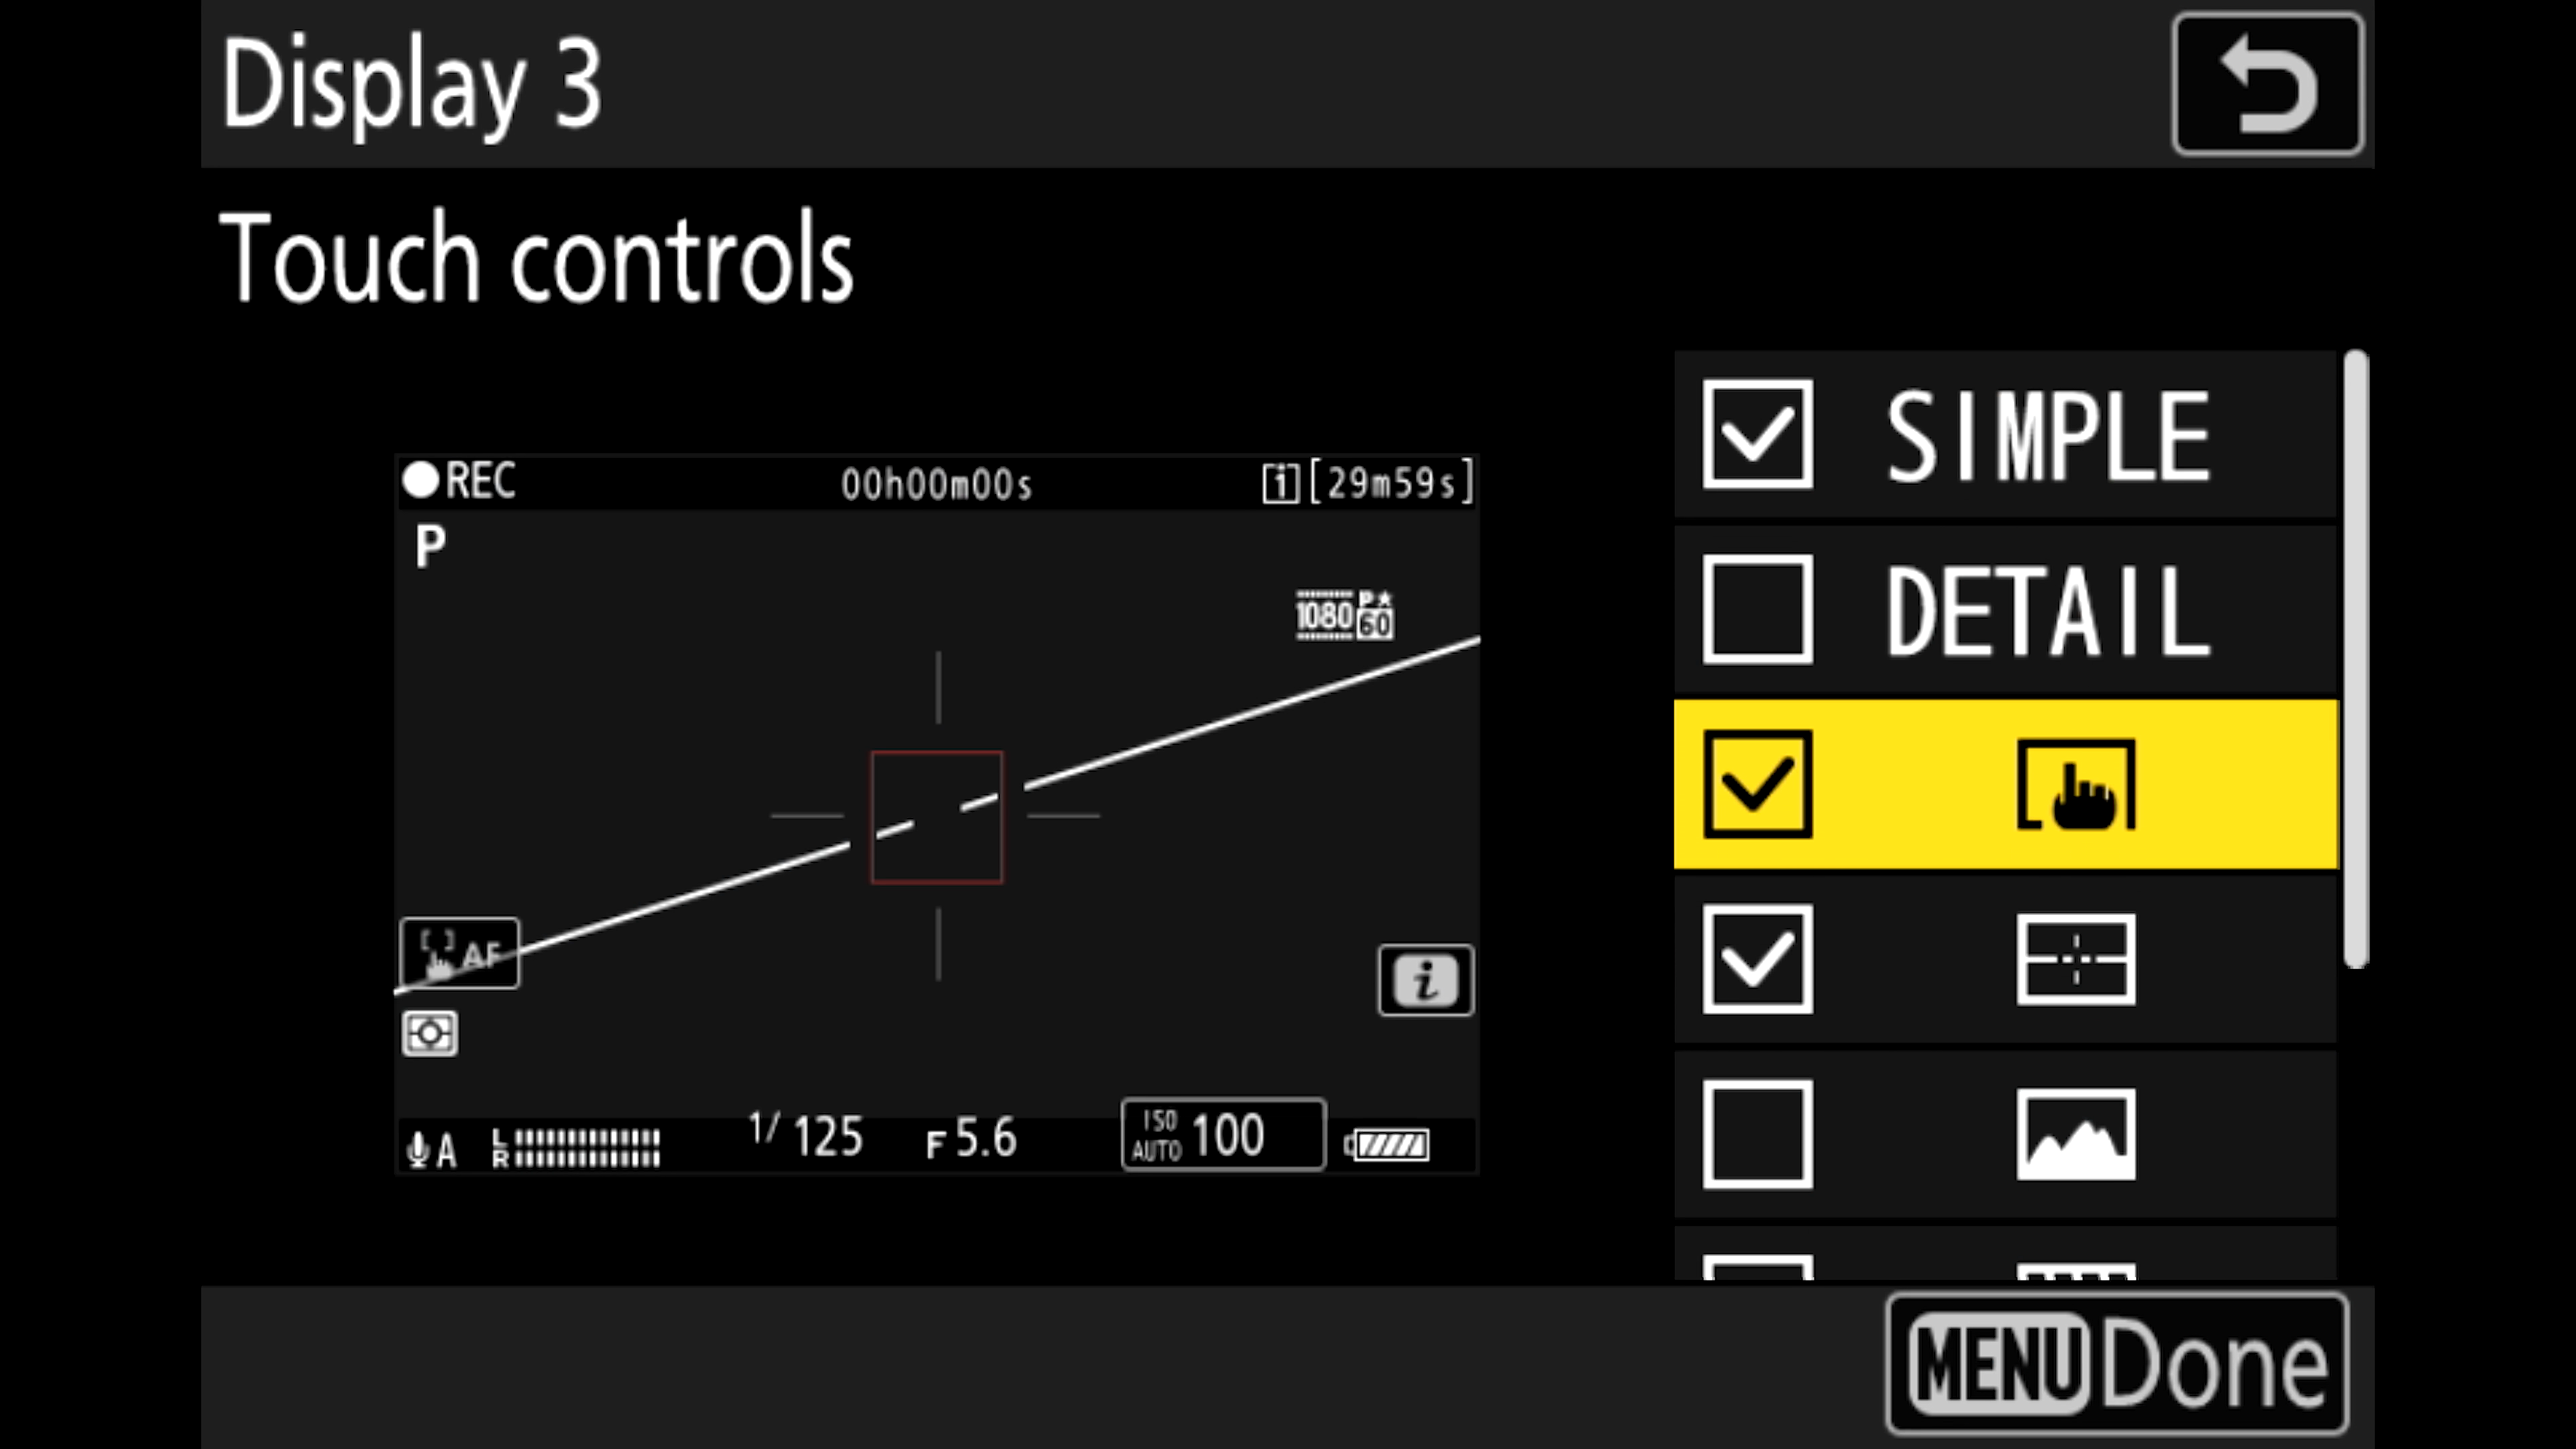 Display 3
Touch controls
REC 00h00m00s [29m59s]
P
1080 P★ 60
AF
i
A L R 1/125 F5.6 ISO AUTO 100
SIMPLE
DETAIL
MENU Done